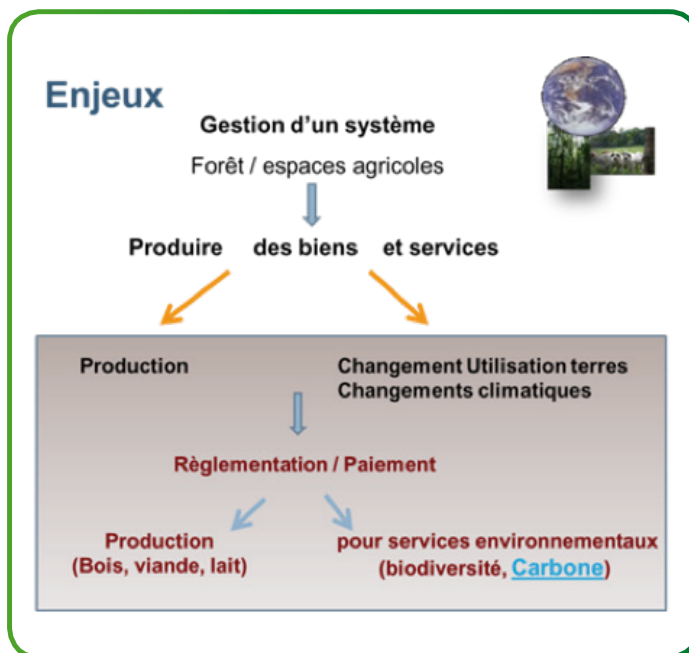 Enjeux
Gestion d'un système
Forêt / espaces agricoles
Produire des biens et services
Production
Changement Utilisation terres
Changements climatiques
Règlementation / Paiement
Production
(Bois, viande, lait)
pour services environnementaux
(biodiversité, Carbone)